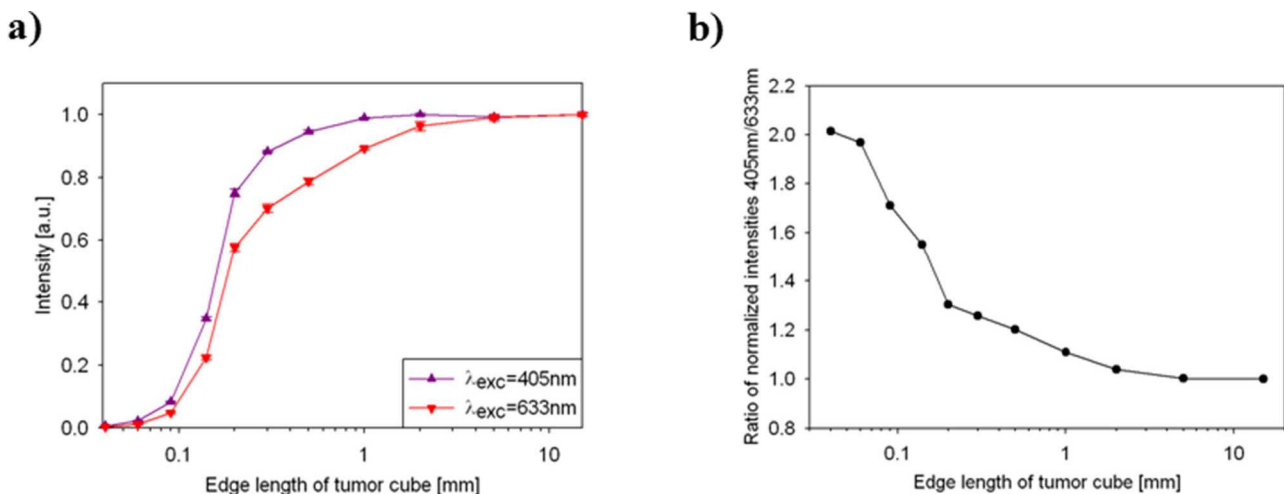 a)
Intensity [a.u.]
1.0
0.8
0.6
0.4
0.2
0.0
0.1
1
10
Edge length of tumor cube [mm]
λexc=405nm
λexc=633nm
b)
Ratio of normalized intensities 405nm/633nm
2.2
2.0
1.8
1.6
1.4
1.2
1.0
0.8
0.1
1
10
Edge length of tumor cube [mm]